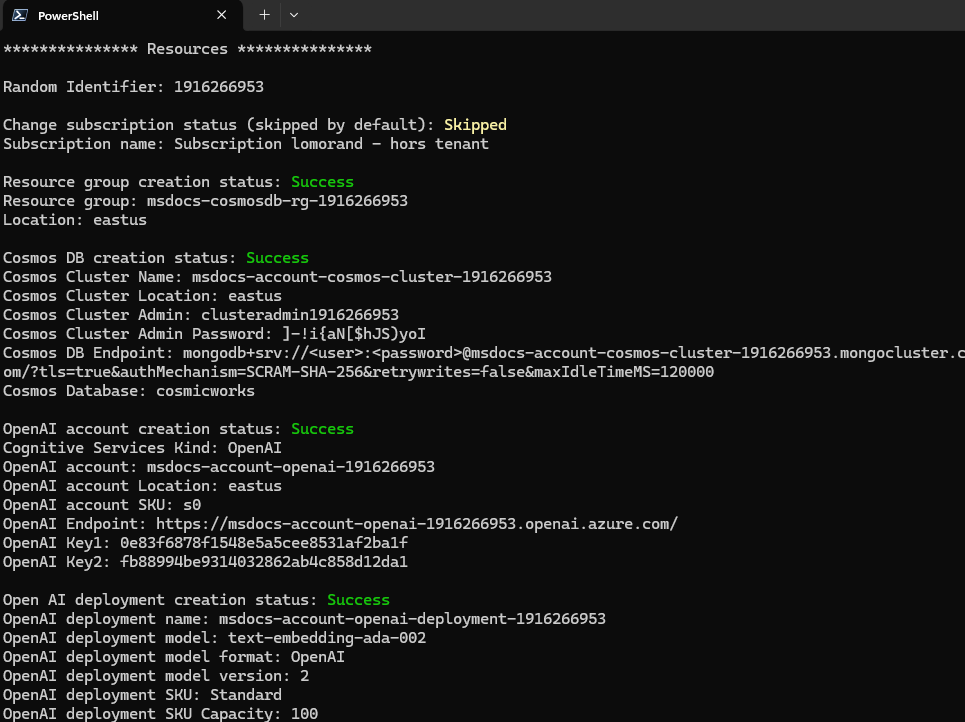 PowerShell
*************** Resources ***************
Random Identifier: 1916266953
Change subscription status (skipped by default): Skipped
Subscription name: Subscription lomorand - hors tenant
Resource group creation status: Success
Resource group: msdocs-cosmosdb-rg-1916266953
Location: eastus
Cosmos DB creation status: Success
Cosmos Cluster Name: msdocs-account-cosmos-cluster-1916266953
Cosmos Cluster Location: eastus
Cosmos Cluster Admin: clusteradmin1916266953
Cosmos Cluster Admin Password: ]-!i{aN[$hJS)yoI
Cosmos DB Endpoint: mongodb+srv://<user>:<password>@msdocs-account-cosmos-cluster-1916266953.mongocluster.c
om/?tls=true&authMechanism=SCRAM-SHA-256&retrywrites=false&maxIdleTimeMS=120000
Cosmos Database: cosmicworks
OpenAI account creation status: Success
Cognitive Services Kind: OpenAI
OpenAI account: msdocs-account-openai-1916266953
OpenAI account Location: eastus
OpenAI account SKU: s0
OpenAI Endpoint: https://msdocs-account-openai-1916266953.openai.azure.com/
OpenAI Key1: 0e83f6878f1548e5a5cee8531af2ba1f
OpenAI Key2: fb88994be9314032862ab4c858d12da1
Open AI deployment creation status: Success
OpenAI deployment name: msdocs-account-openai-deployment-1916266953
OpenAI deployment model: text-embedding-ada-002
OpenAI deployment model format: OpenAI
OpenAI deployment model version: 2
OpenAI deployment SKU: Standard
OpenAI deployment SKU Capacity: 100